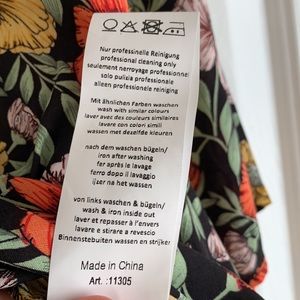 Nur professinelle Reinigung
professional cleaning only
seulement nerroyage professionnel
solo pulizia professionale
alleen professionele reiniging
Mit ähnlichen Farben waschen
wash with similar colours
laver avec des couleurs similaires
lavare con colori simili
wassen met dezelfde kleuren
nach dem waschen bügeln/
iron after washing
fer après le lavage
ferro dopo il lavaggio
ijzer na het wassen
von links waschen & bügeln/
wash & iron inside out
laver et repasser à l'envers
lavare e stirare a rovescio
Binnenstebuiten wassen en strijken
Made in China
Art. :11305